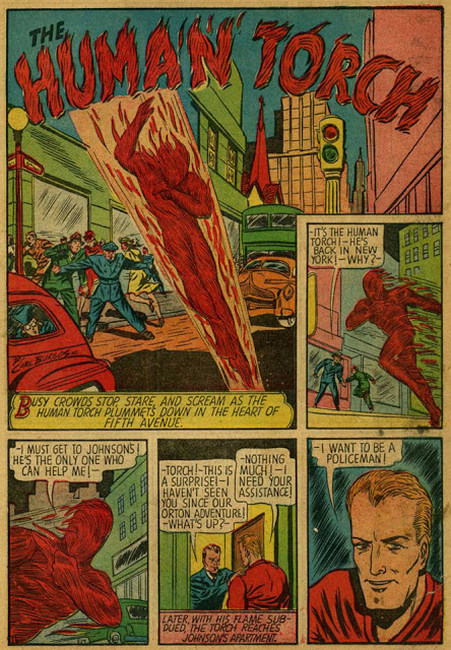 THE
HUMAN TORCH
CARL BURGOS
BUSY CROWDS STOP, STARE, AND SCREAM AS THE
HUMAN TORCH PLUMMETS DOWN IN THE HEART OF
FIFTH AVENUE.
-IT'S THE HUMAN
TORCH!-HE'S
BACK IN NEW
YORK!-WHY?-
-I MUST GET TO JOHNSON'S!
HE'S THE ONLY ONE WHO
CAN HELP ME!-
-TORCH!-THIS IS
A SURPRISE!-I
HAVEN'T SEEN
YOU SINCE OUR
ORTON ADVENTURE!
-WHAT'S UP?-
-NOTHING
MUCH!-I
NEED YOUR
ASSISTANCE!
LATER, WITH HIS FLAME SUB-
DUED, THE TORCH REACHES
JOHNSON'S APARTMENT.
-I WANT TO BE A
POLICEMAN!